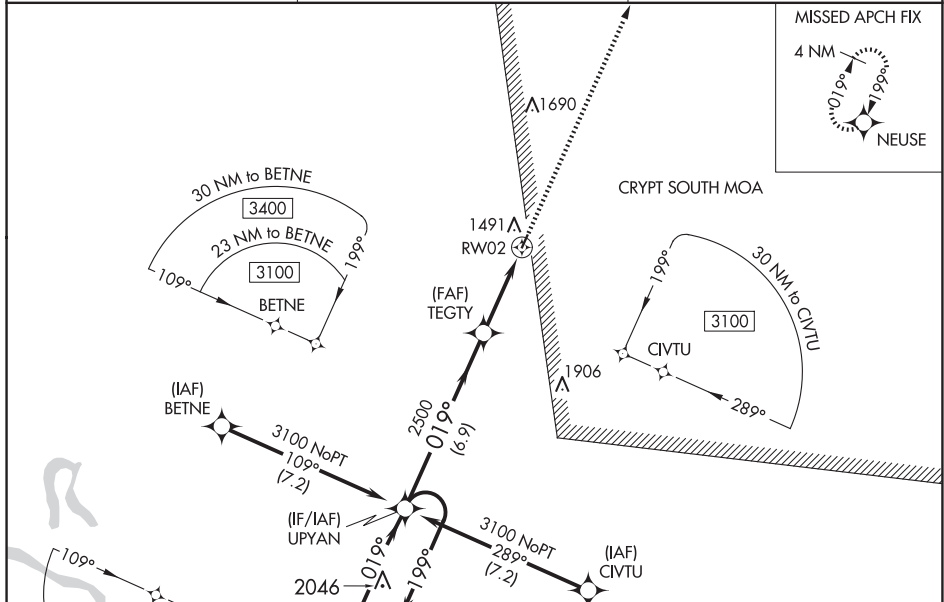 MISSED APCH FIX
4 NM
019°
199°
NEUSE
1690
CRYPT SOUTH MOA
30 NM to BETNE
3400
23 NM to BETNE
3100
109°
199°
BETNE
1491
RW02
(FAF)
TEGTY
199°
30 NM to CIVTU
3100
CIVTU
289°
1906
(IAF)
BETNE
2500
019°
(6.9)
3100 NoPT
109°
(7.2)
(IF/IAF)
UPYAN
3100 NoPT
289°
(7.2)
(IAF)
CIVTU
109°
2046
019°
199°